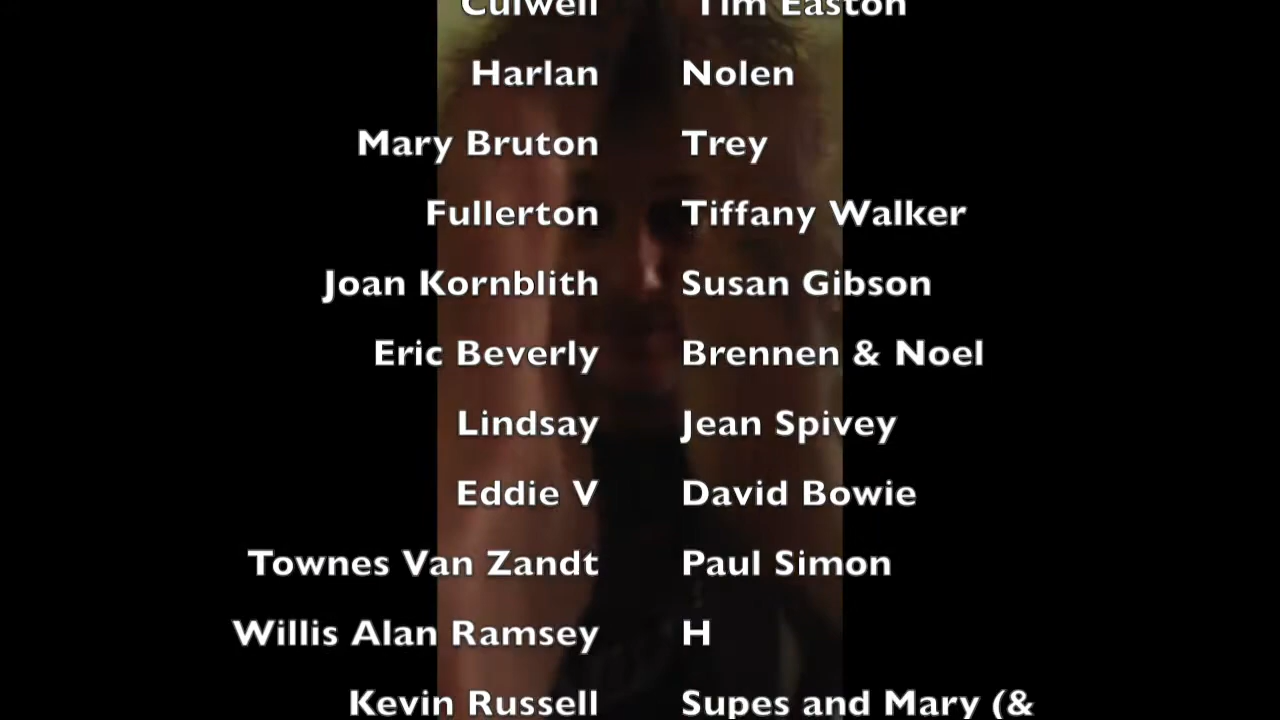 Culwell Tim Easton
Harlan Nolen
Mary Bruton Trey
Fullerton Tiffany Walker
Joan Kornblith Susan Gibson
Eric Beverly Brennen & Noel
Lindsay Jean Spivey
Eddie V David Bowie
Townes Van Zandt Paul Simon
Willis Alan Ramsey H
Kevin Russell Supes and Mary (&